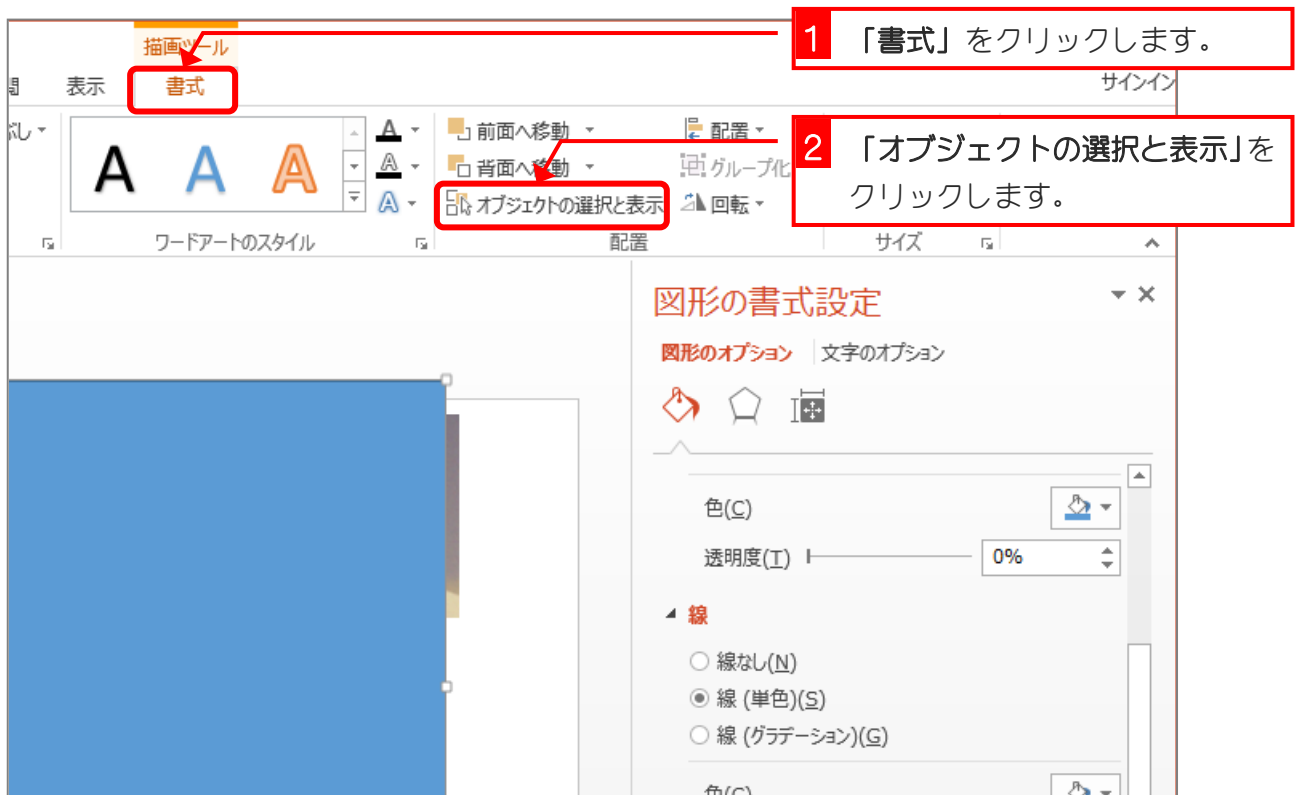 描画ツール
1 「書式」をクリックします。
表示 書式 サインイン
前面へ移動 配置
2 「オブジェクトの選択と表示」を
クリックします。
A A A
背面へ移動 グループ化
オブジェクトの選択と表示 回転
ワードアートのスタイル 配置 サイズ
図形の書式設定
図形のオプション 文字のオプション
色(C)
透明度(T) 0%
線
線なし(N)
線 (単色)(S)
線 (グラデーション)(G)
色(C)